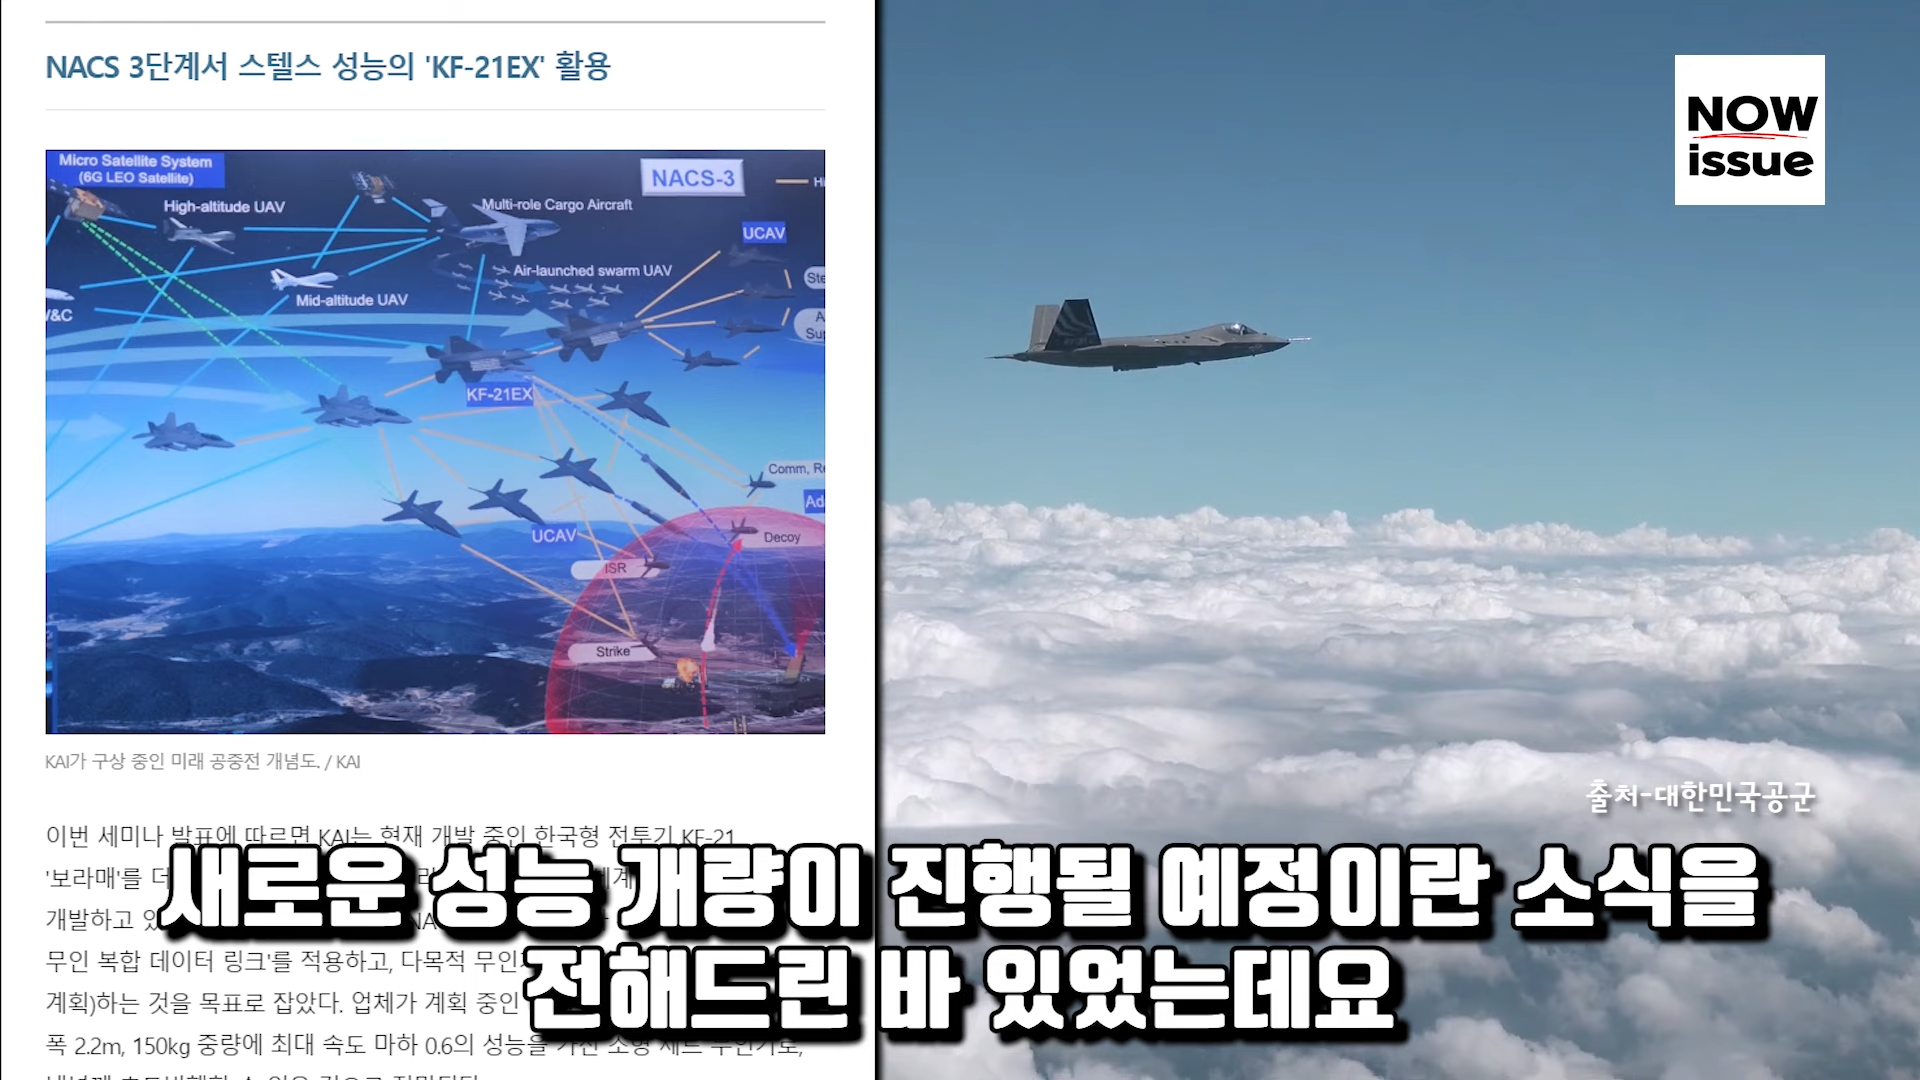 NACS 3단계서 스텔스 성능의 'KF-21EX' 활용
Micro Satellite System
(6G LEO Satellite)
NACS-3
High-altitude UAV
Multi-role Cargo Aircraft
UCAV
Air-launched swarm UAV
Mid-altitude UAV
KF-21EX
Comm,
UCAV
Decoy
ISR
Strike
KAI가 구상 중인 미래 공중전 개념도. / KAI
이번 세미나 발표에 따르면 KAI는 현재 개발 중인 한국형 전투기 KF-21
'보라매'를
개발하고
무인 복합 데이터 링크'를 적용하고, 다목적
계획)하는 것을 목표로 잡았다. 업체가 계획 중인
폭 2.2m, 150kg 중량에 최대 속도 마하 0.6의 성능을
NOW
issue
출처-대한민국공군
새로운 성능 개량이 진행될 예정이란 소식을
전해드린 바 있었는데요